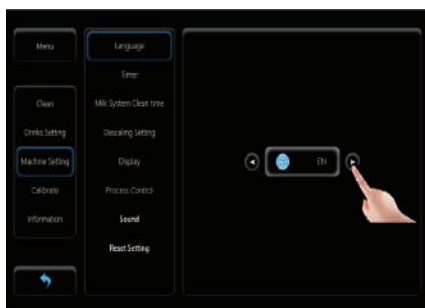 Menu
Clean
Drinks Setting
Machine Setting
Calibrate
Information
Language
Timer
Milk System Clean time
Descaling Setting
Display
Process Control
Sound
Reset Setting
EN